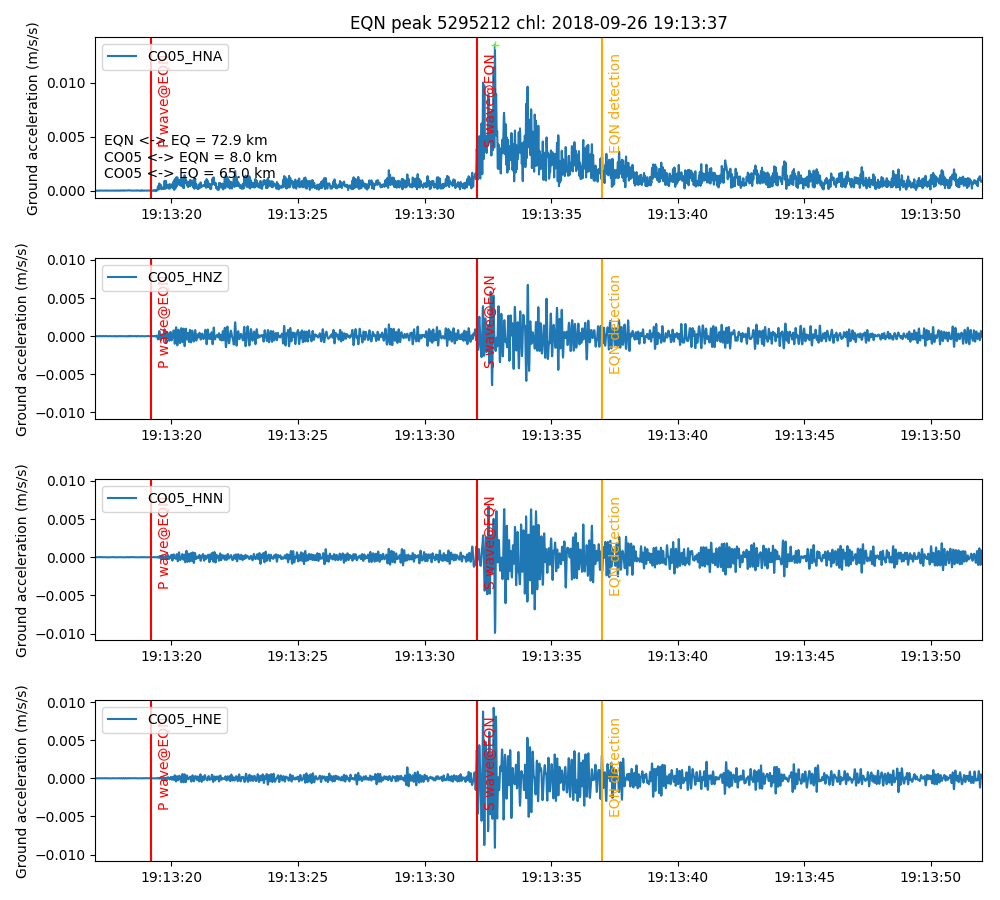 EQN peak 5295212 chl: 2018-09-26 19:13:37
Ground acceleration (m/s/s)
0.010
0.005
0.000
CO05_HNA
P wave@EQN
S wave@EQN
EQN detection
EQN <-> EQ = 72.9 km
CO05 <-> EQN = 8.0 km
CO05 <-> EQ = 65.0 km
19:13:20 19:13:25 19:13:30 19:13:35 19:13:40 19:13:45 19:13:50
Ground acceleration (m/s/s)
0.010
0.005
0.000
−0.005
−0.010
CO05_HNZ
P wave@EQN
S wave@EQN
EQN detection
19:13:20 19:13:25 19:13:30 19:13:35 19:13:40 19:13:45 19:13:50
Ground acceleration (m/s/s)
0.010
0.005
0.000
−0.005
−0.010
CO05_HNN
P wave@EQN
S wave@EQN
EQN detection
19:13:20 19:13:25 19:13:30 19:13:35 19:13:40 19:13:45 19:13:50
Ground acceleration (m/s/s)
0.010
0.005
0.000
−0.005
−0.010
CO05_HNE
P wave@EQN
S wave@EQN
EQN detection
19:13:20 19:13:25 19:13:30 19:13:35 19:13:40 19:13:45 19:13:50